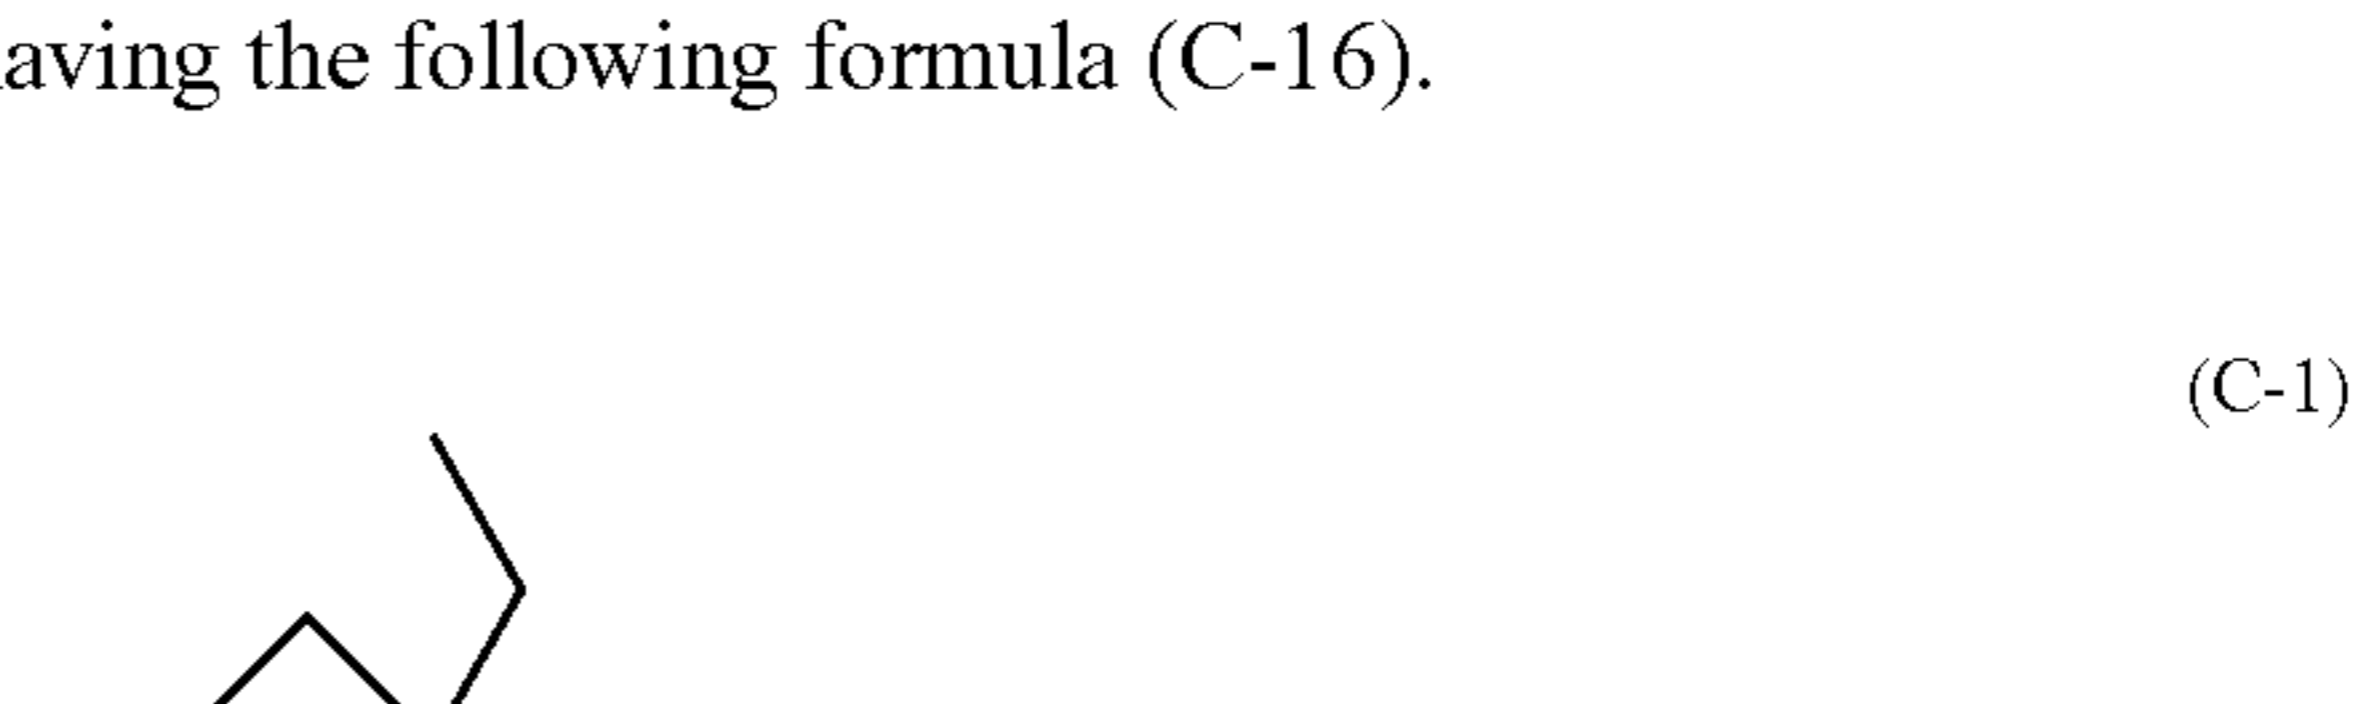 aving the following formula (C-16).
(C-1)